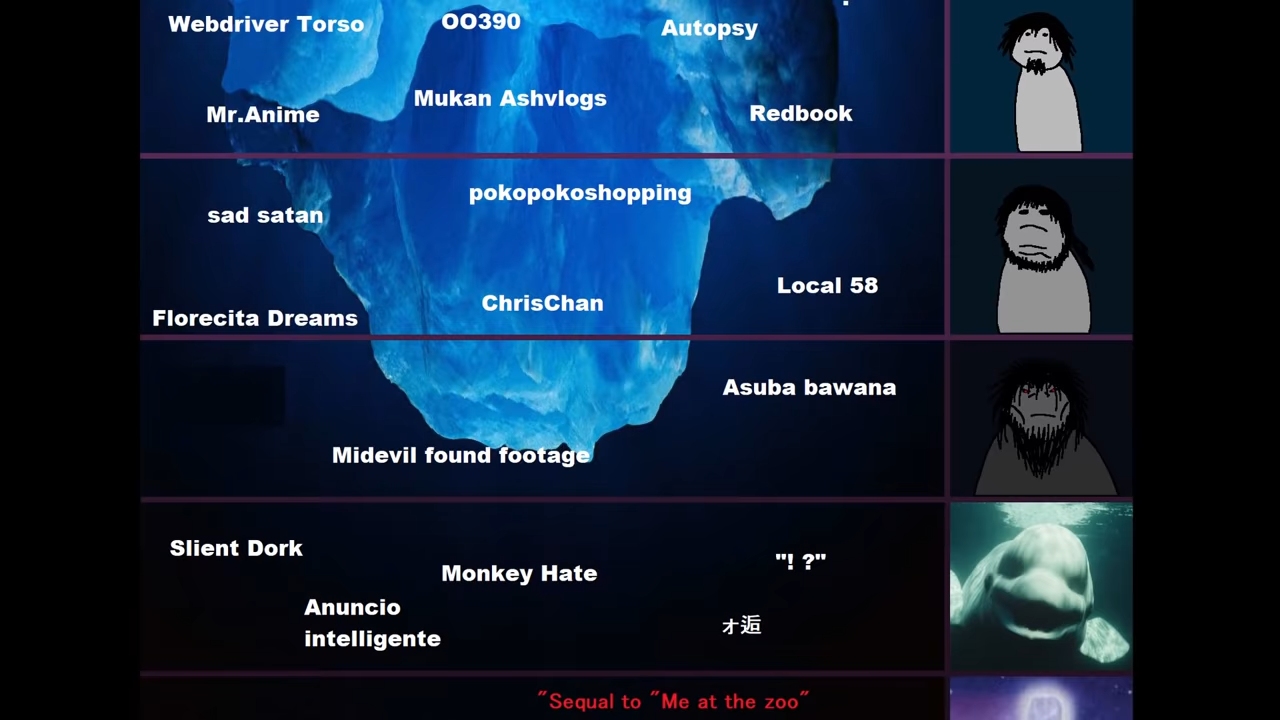 Webdriver Torso
OO390
Autopsy
Mr.Anime
Mukan Ashvlogs
Redbook
pokopokoshopping
sad satan
Local 58
ChrisChan
Florecita Dreams
Asuba bawana
Midevil found footage
Slient Dork
"! ?"
Monkey Hate
Anuncio
intelligente
オ逅
"Sequal to "Me at the zoo"